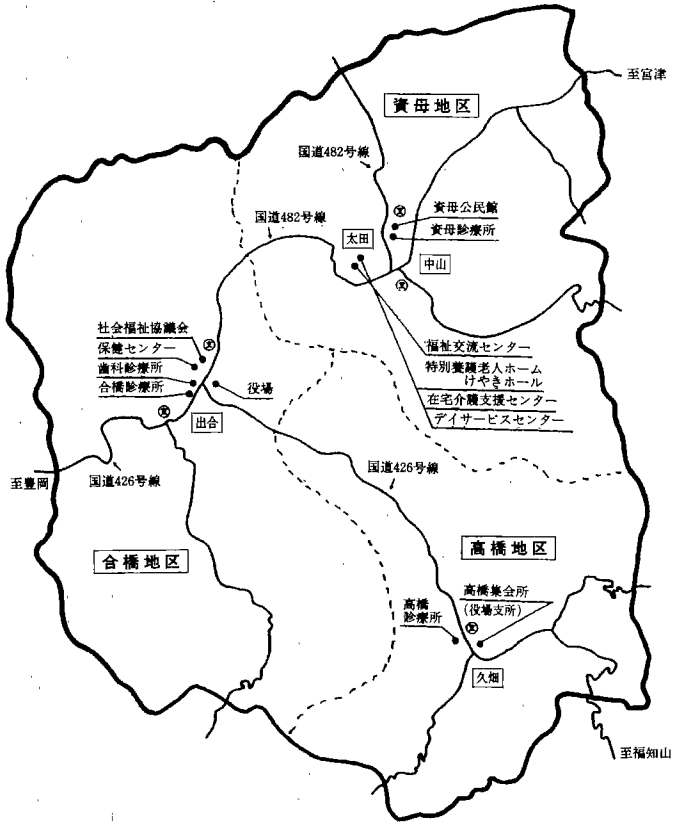 至宮津
資母地区
国道482号線
資母公民館
国道482号線
太田
資母診療所
中山
社会福祉協議会
保健センター
歯科診療所
合橋診療所
役場
福祉交流センター
特別養護老人ホーム
けやきホール
在宅介護支援センター
デイサービスセンター
出合
至豊岡
国道426号線
国道426号線
合橋地区
高橋地区
高橋
診療所
高橋集会所
(役場支所)
久畑
至福知山